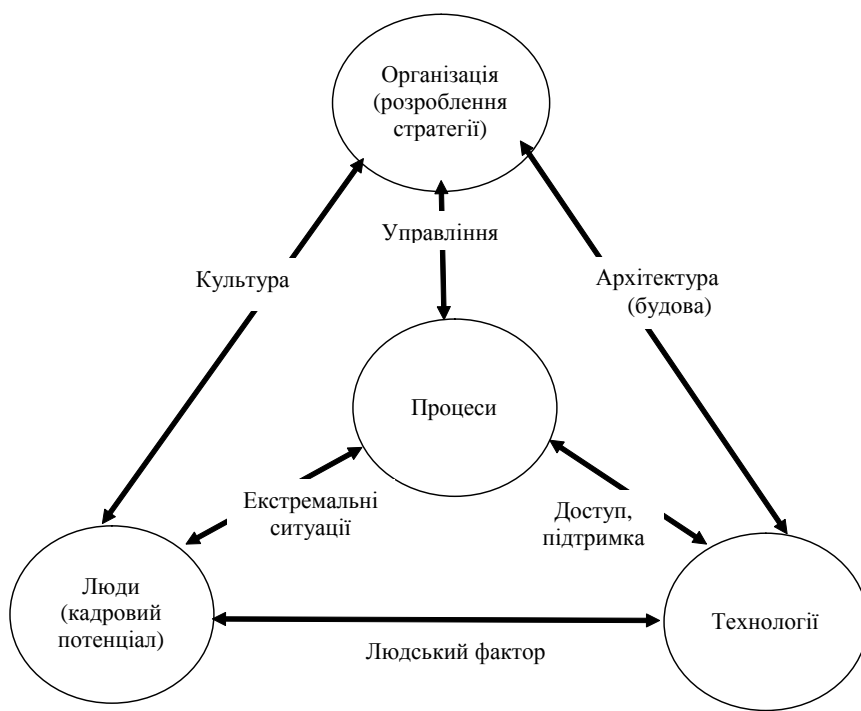 Організація
(розроблення
стратегії)
Управління
Культура
Архітектура
(будова)
Процеси
Екстремальні
ситуації
Доступ,
підтримка
Люди
(кадровий
потенціал)
Технології
Людський фактор